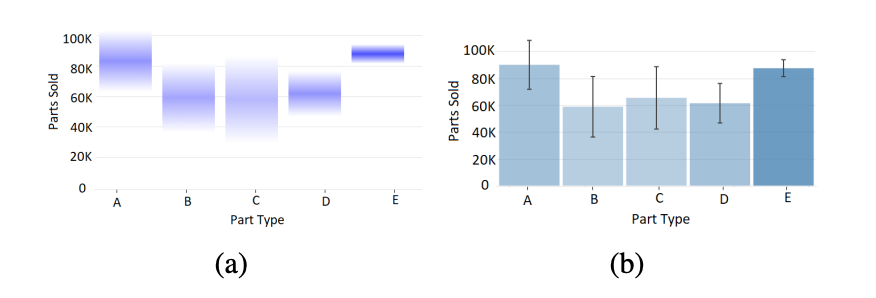 100K
80K
60K
40K
20K
0
Parts Sold
A B C D E
Part Type
(a)
100K
80K
60K
40K
20K
0
Parts Sold
A B C D E
Part Type
(b)